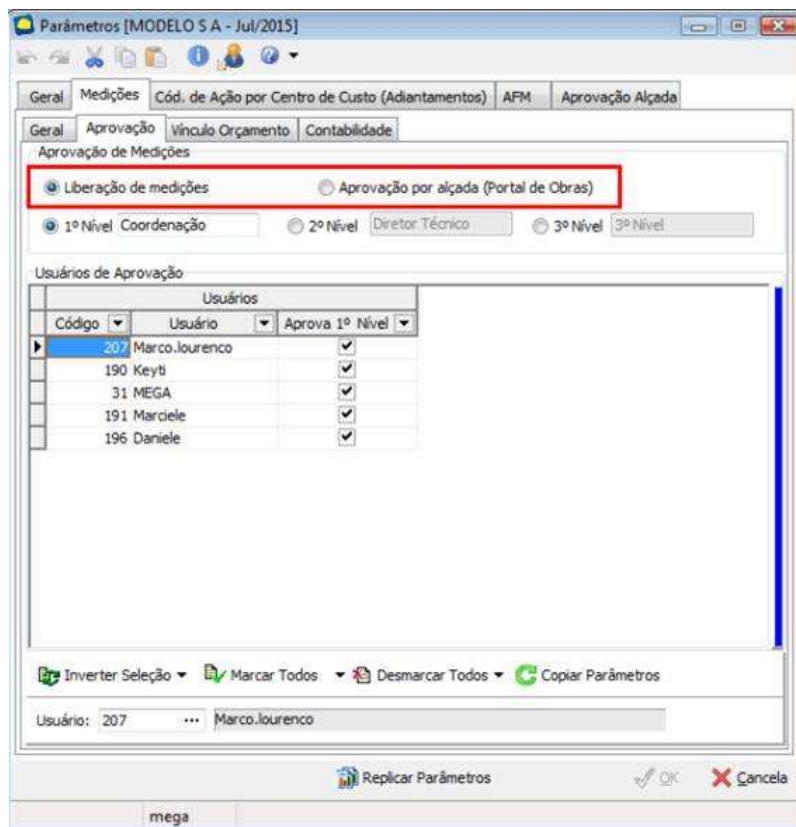 Parâmetros [MODELO S A - Jul/2015]
Geral Medições Cód. de Ação por Centro de Custo (Adiantamentos) AFM Aprovação Alçada
Geral Aprovação Vínculo Orçamento Contabilidade
Aprovação de Medições
Liberação de medições Aprovação por alçada (Portal de Obras)
1º Nível Coordenação 2º Nível Diretor Técnico 3º Nível 3º Nível
Usuários de Aprovação
Usuários
Código Usuário Aprova 1º Nível
207 Marco.lourenco
190 Keyti
31 MEGA
191 Marciele
196 Daniele
Inverter Seleção Marcar Todos Desmarcar Todos Copiar Parâmetros
Usuário: 207 ... Marco.lourenco
Replicar Parâmetros OK Cancela
mega